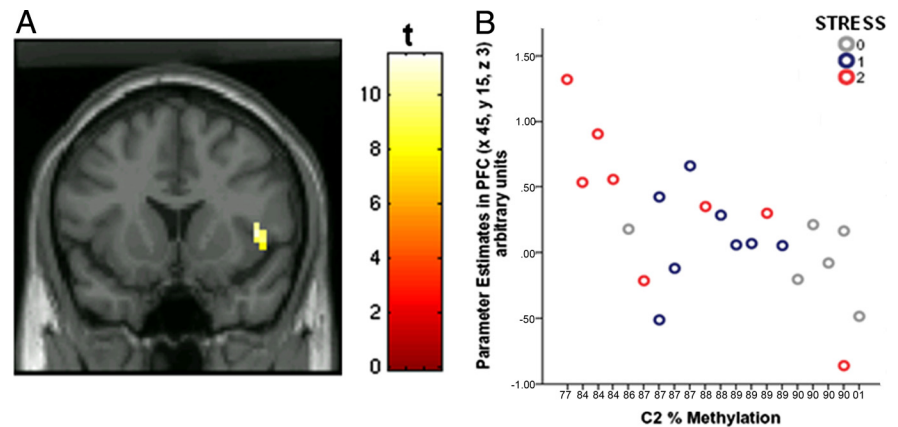 A
t
10
8
6
4
2
0
B
STRESS
0
1
2
Parameter Estimates in PFC (x 45, y 15, z 3)
arbitrary units
1.50
1.00
.50
.00
-50
-1.00
77 84 84 84 86 87 87 87 87 88 88 89 89 89 89 90 90 90 90 01
C2 % Methylation